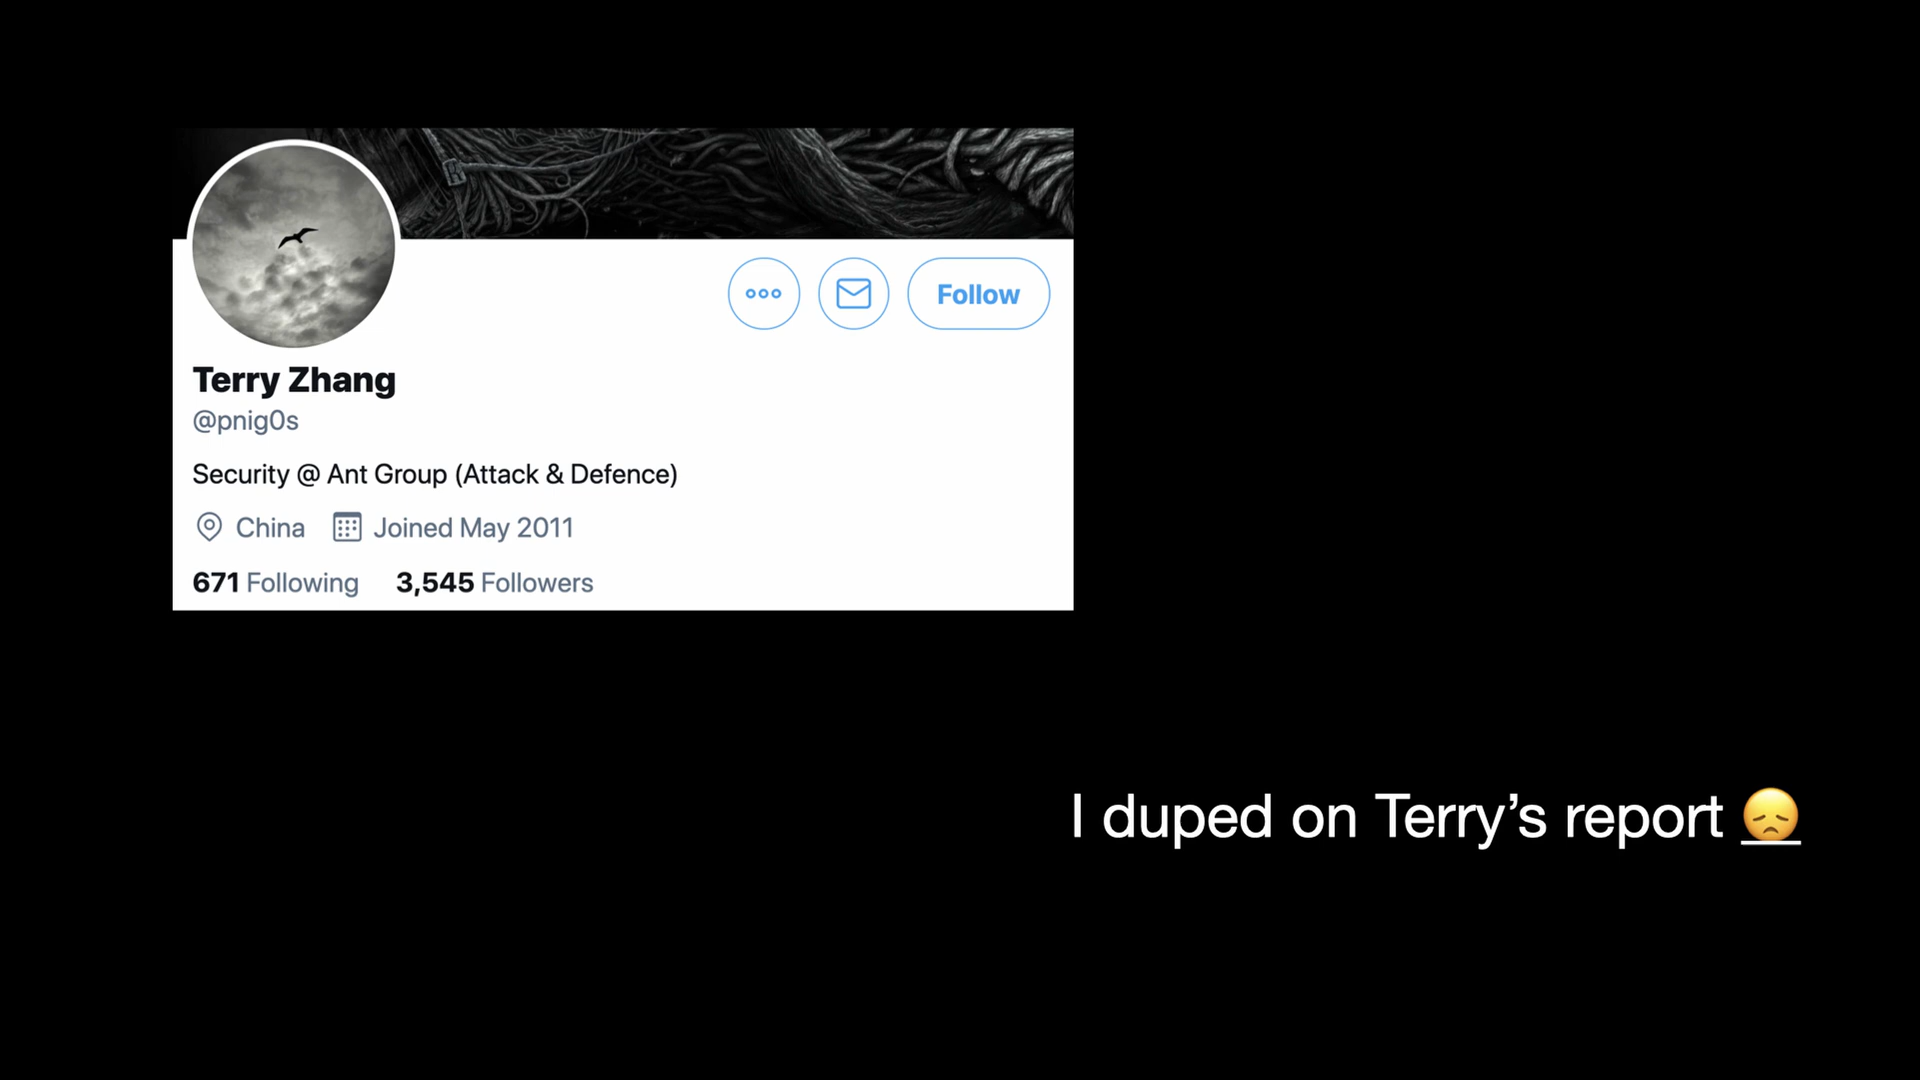 Follow
Terry Zhang
@pnig0s
Security @ Ant Group (Attack & Defence)
China Joined May 2011
671 Following 3,545 Followers
I duped on Terry’s report 😞